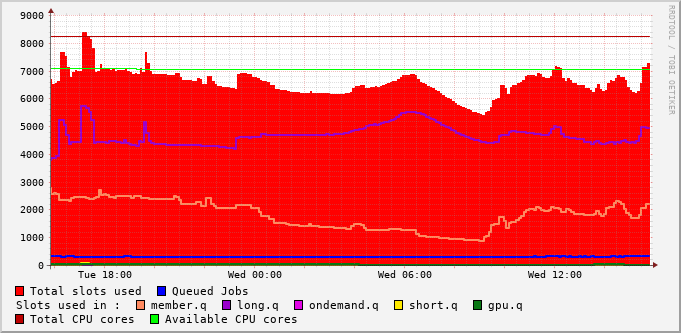 9000
8000
7000
6000
5000
4000
3000
2000
1000
0
Tue 18:00 Wed 00:00 Wed 06:00 Wed 12:00
Total slots used Queued Jobs
Slots used in : member.q long.q ondemand.q short.q gpu.q
Total CPU cores Available CPU cores
RRDTOOL / TOBI OETIKER